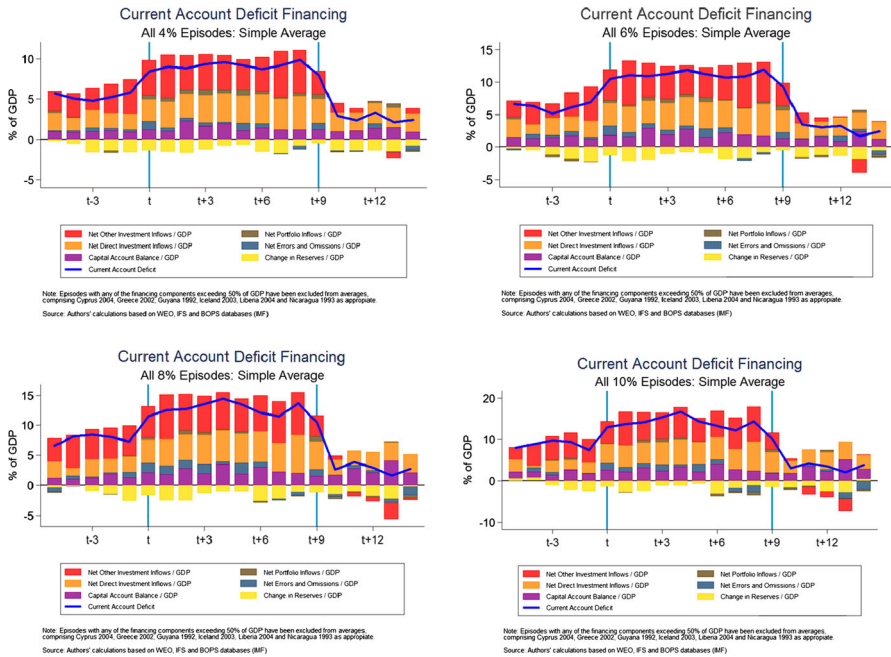 Current Account Deficit Financing
All 4% Episodes: Simple Average
% of GDP
10
5
0
-5
t-3
t
t+3
t+6
t+9
t+12
Net Other Investment Inflows / GDP
Net Portfolio Inflows / GDP
Net Direct Investment Inflows / GDP
Net Errors and Omissions / GDP
Capital Account Balance / GDP
Change in Reserves / GDP
Current Account Deficit
Note: Episodes with any of the financing components exceeding 50% of GDP have been excluded from averages,
comprising Cyprus 2004, Greece 2002, Guyana 1992, Iceland 2003, Liberia 2004 and Nicaragua 1993 as appropiate.
Source: Authors' calculations based on WEO, IFS and BOPS databases (IMF)
Current Account Deficit Financing
All 6% Episodes: Simple Average
% of GDP
15
10
5
0
-5
t-3
t
t+3
t+6
t+9
t+12
Net Other Investment Inflows / GDP
Net Portfolio Inflows / GDP
Net Direct Investment Inflows / GDP
Net Errors and Omissions / GDP
Capital Account Balance / GDP
Change in Reserves / GDP
Current Account Deficit
Note: Episodes with any of the financing components exceeding 50% of GDP have been excluded from averages,
comprising Cyprus 2004, Greece 2002, Guyana 1992, Iceland 2003, Liberia 2004 and Nicaragua 1993 as appropiate.
Source: Authors' calculations based on WEO, IFS and BOPS databases (IMF)
Current Account Deficit Financing
All 8% Episodes: Simple Average
% of GDP
15
10
5
0
-5
t-3
t
t+3
t+6
t+9
t+12
Net Other Investment Inflows / GDP
Net Portfolio Inflows / GDP
Net Direct Investment Inflows / GDP
Net Errors and Omissions / GDP
Capital Account Balance / GDP
Change in Reserves / GDP
Current Account Deficit
Note: Episodes with any of the financing components exceeding 50% of GDP have been excluded from averages,
comprising Cyprus 2004, Greece 2002, Guyana 1992, Iceland 2003, Liberia 2004 and Nicaragua 1993 as appropiate.
Source: Authors' calculations based on WEO, IFS and BOPS databases (IMF)
Current Account Deficit Financing
All 10% Episodes: Simple Average
% of GDP
20
10
0
-10
t-3
t
t+3
t+6
t+9
t+12
Net Other Investment Inflows / GDP
Net Portfolio Inflows / GDP
Net Direct Investment Inflows / GDP
Net Errors and Omissions / GDP
Capital Account Balance / GDP
Change in Reserves / GDP
Current Account Deficit
Note: Episodes with any of the financing components exceeding 50% of GDP have been excluded from averages,
comprising Cyprus 2004, Greece 2002, Guyana 1992, Iceland 2003, Liberia 2004 and Nicaragua 1993 as appropiate.
Source: Authors' calculations based on WEO, IFS and BOPS databases (IMF)